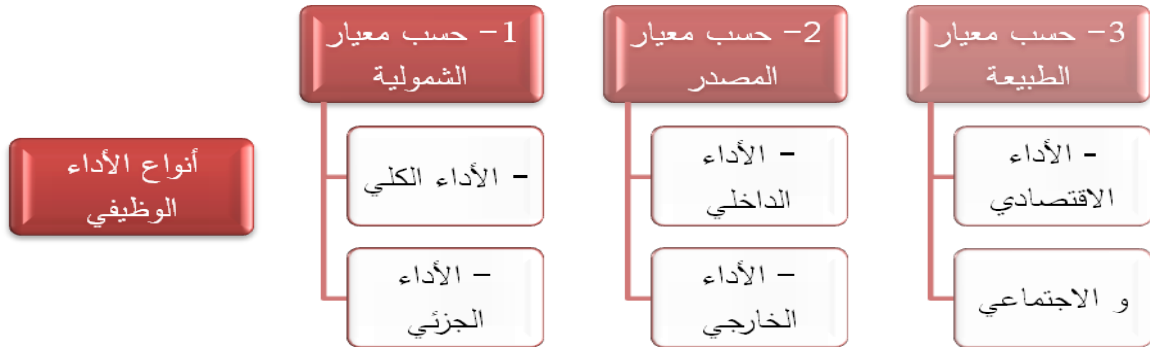 أنواع الأداء
الوظيفي
1- حسب معيار
الشمولية
- الأداء الكلي
- الأداء
الجزئي
2- حسب معيار
المصدر
- الأداء
الداخلي
- الأداء
الخارجي
3- حسب معيار
الطبيعة
- الأداء
الاقتصادي
و الاجتماعي